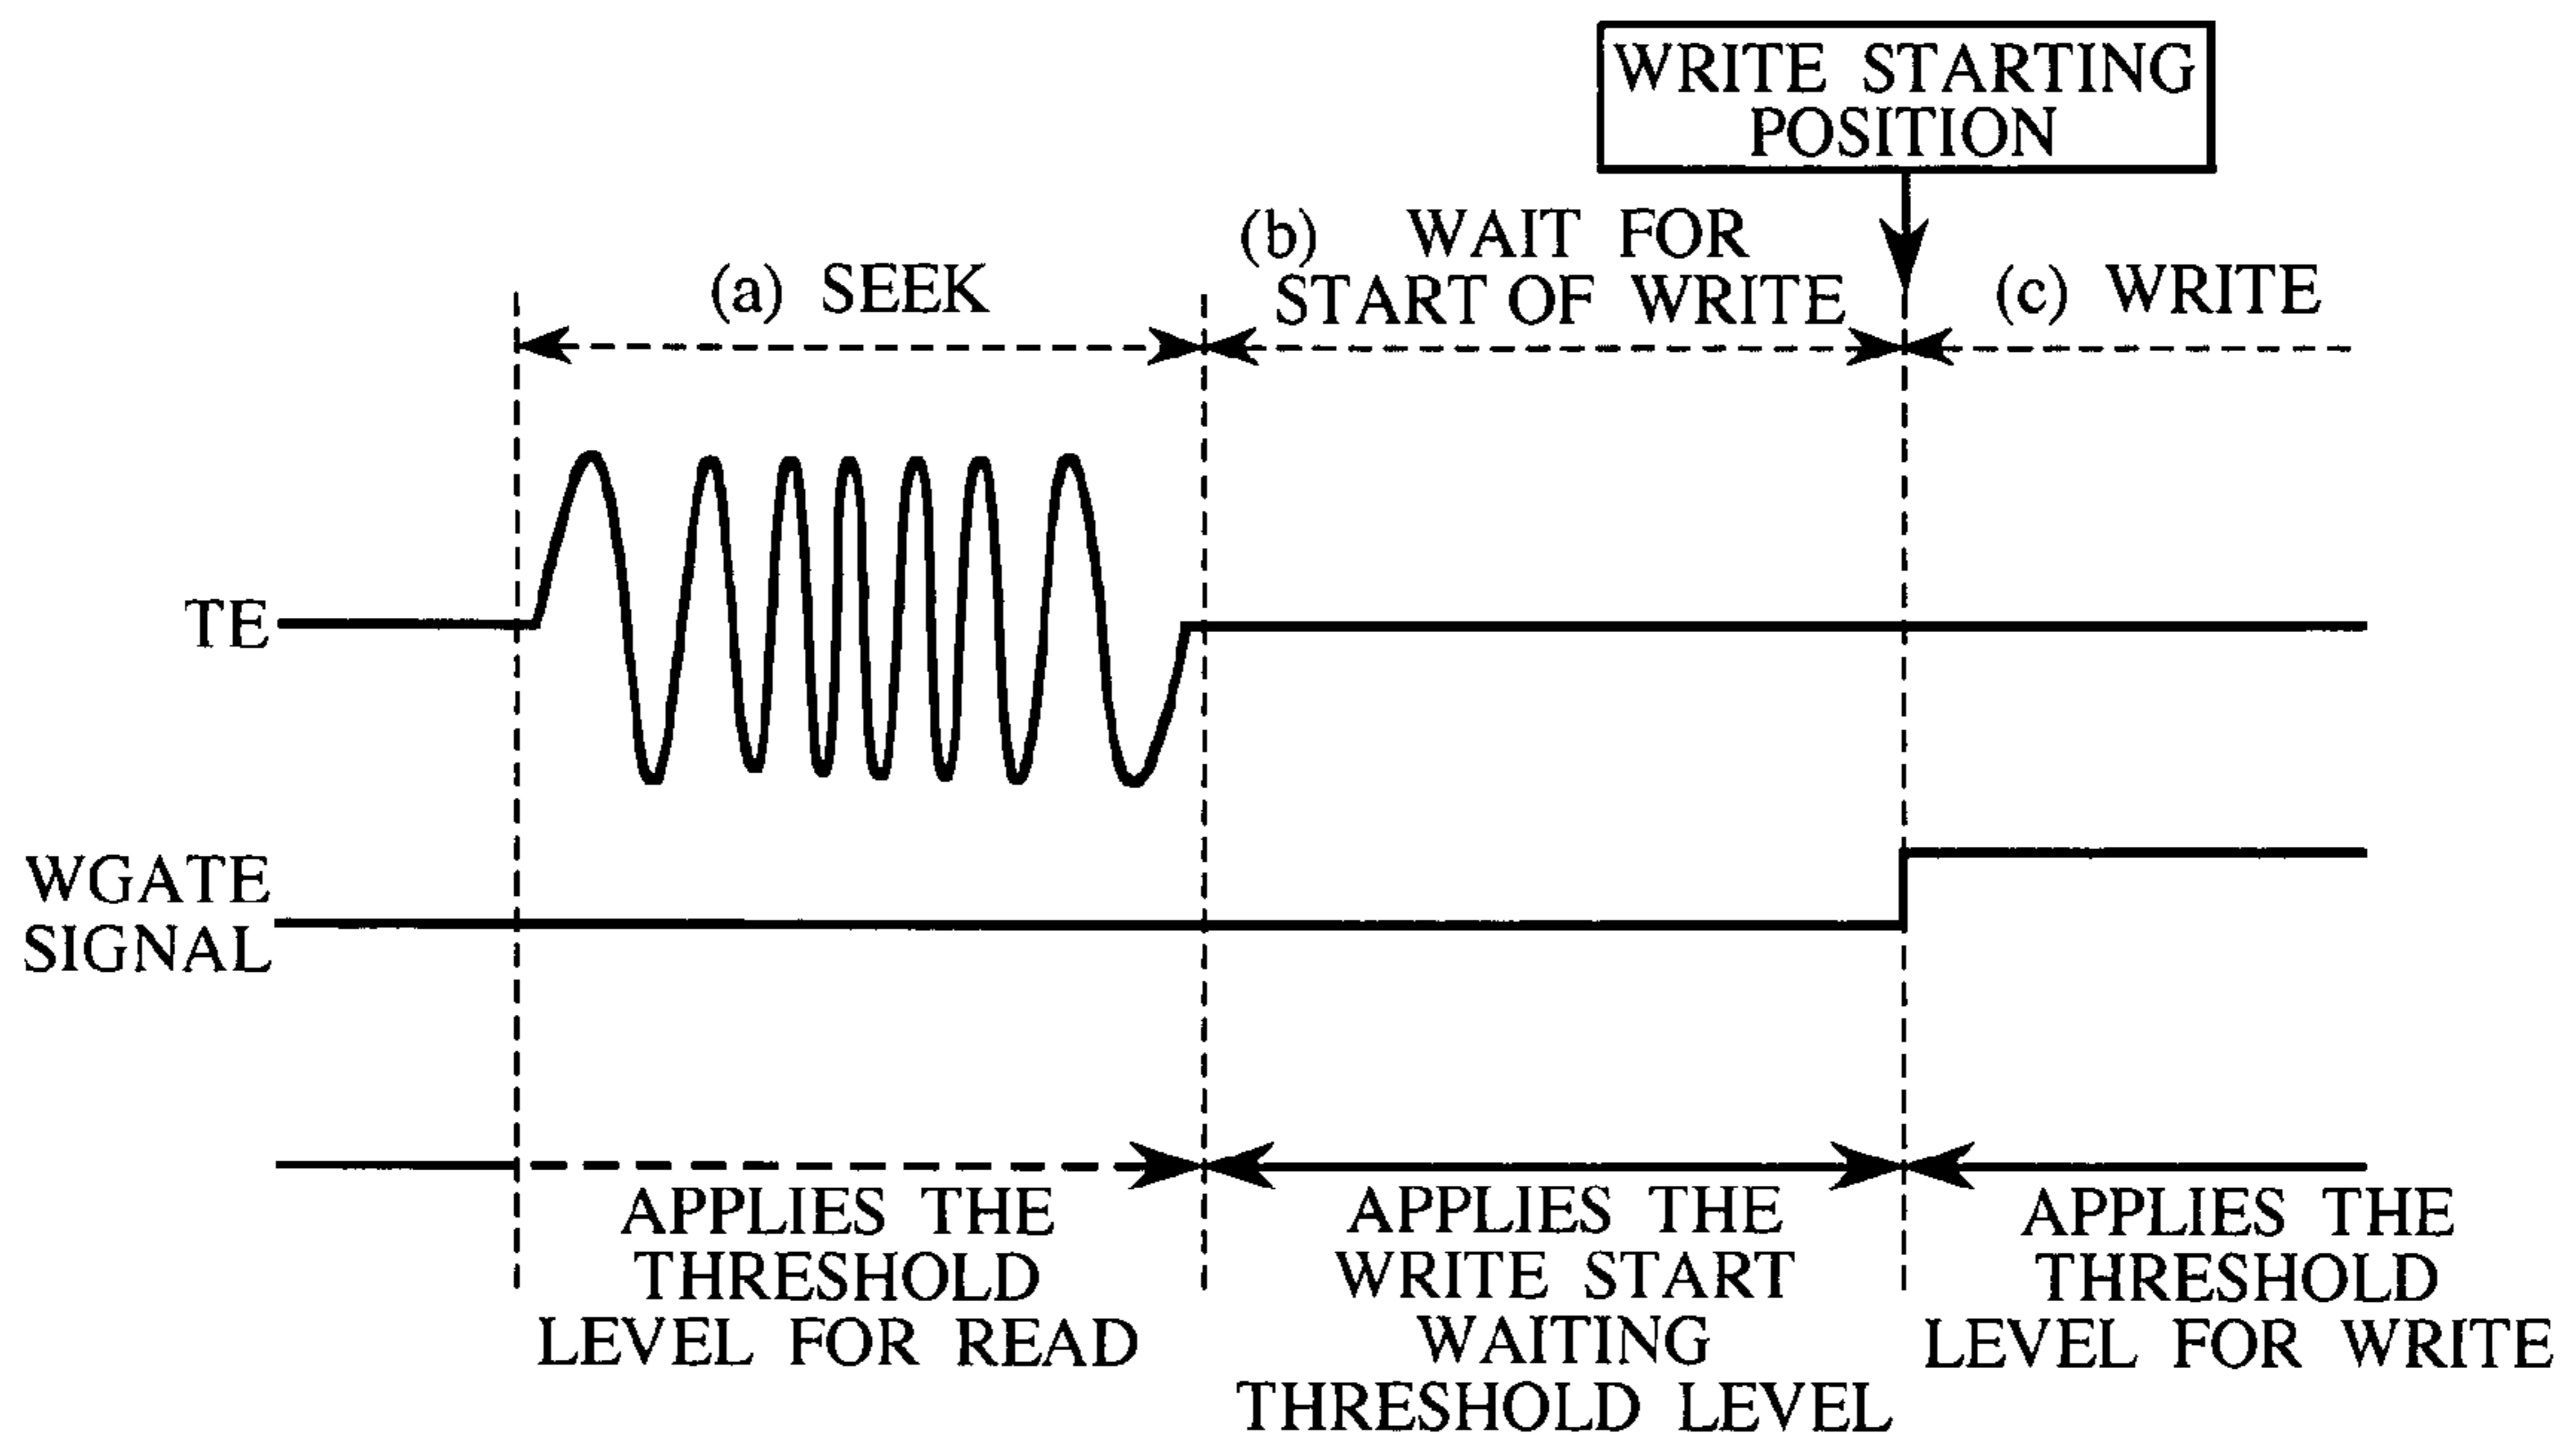 WRITE STARTING
POSITION
(a) SEEK
(b) WAIT FOR
START OF WRITE
(c) WRITE
TE
WGATE
SIGNAL
APPLIES THE
THRESHOLD
LEVEL FOR READ
APPLIES THE
WRITE START
WAITING
THRESHOLD LEVEL
APPLIES THE
THRESHOLD
LEVEL FOR WRITE